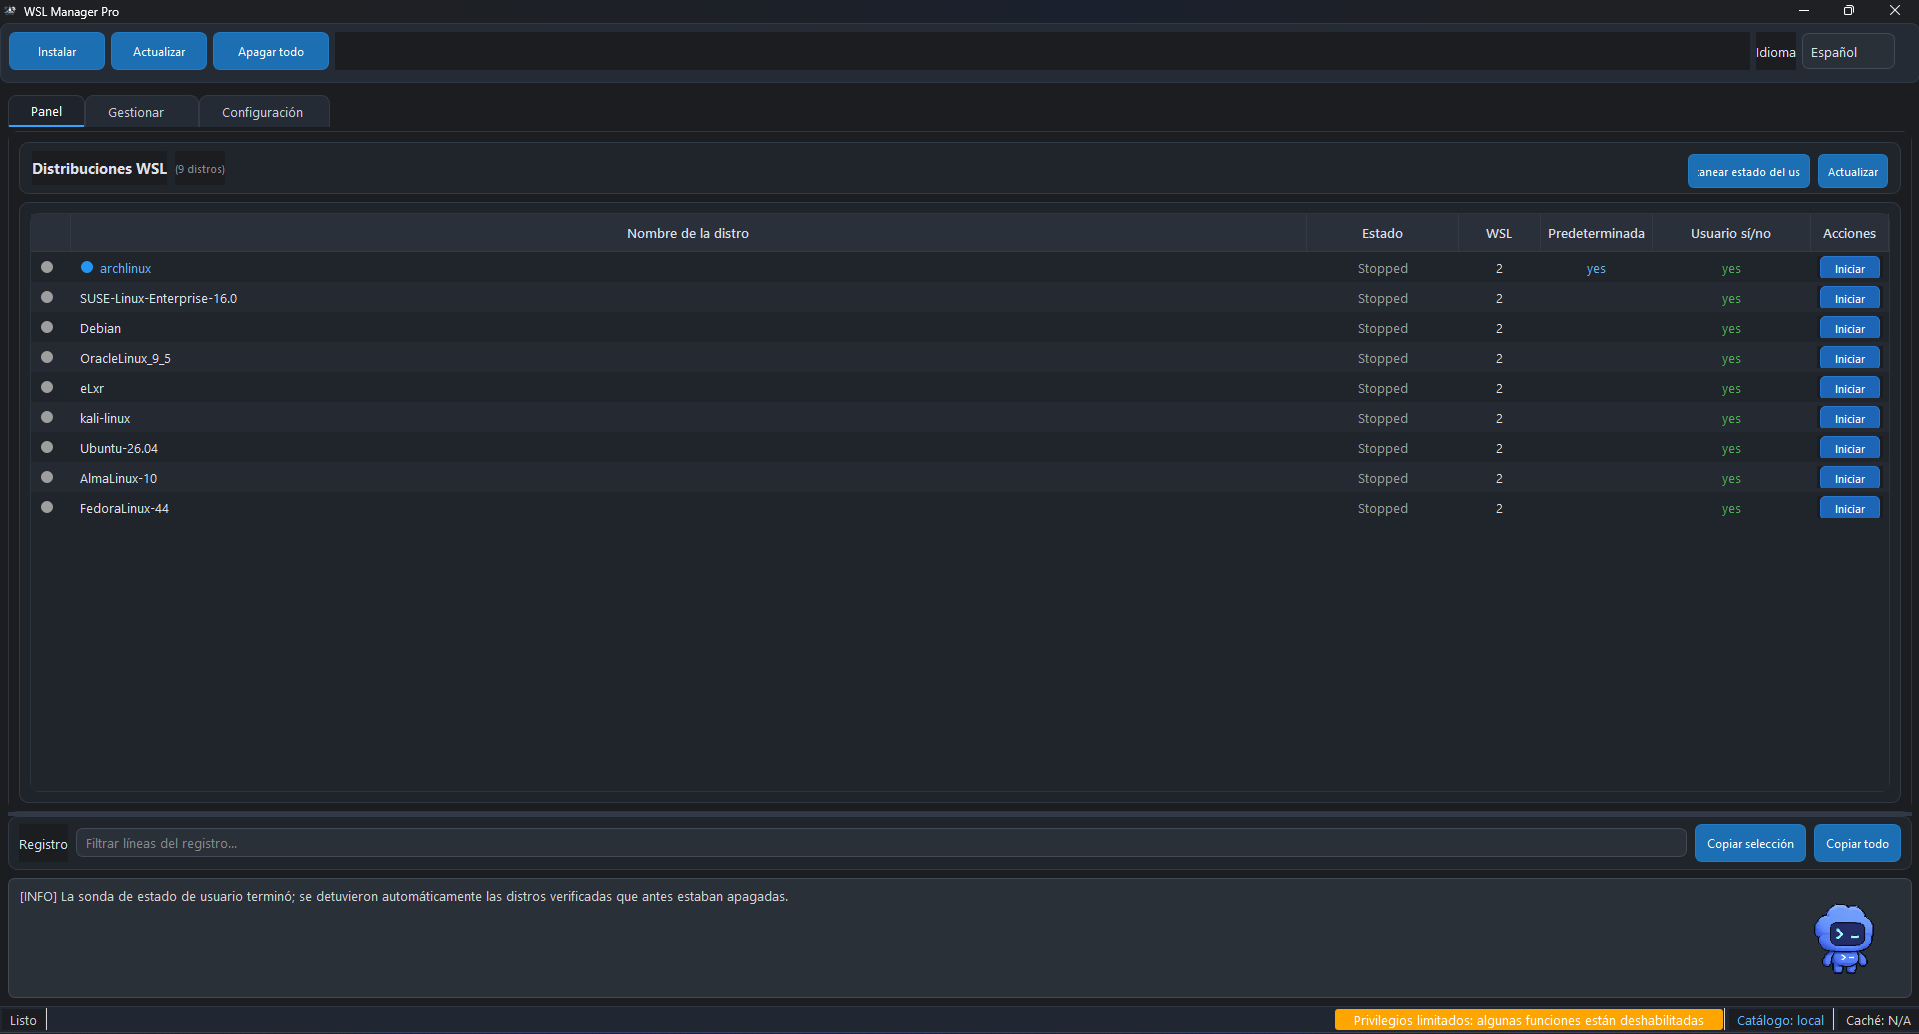 WSL Manager Pro
Instalar Actualizar Apagar todo Idioma Español
Panel Gestionar Configuración
Distribuciones WSL (9 distros) anear estado del us Actualizar
Nombre de la distro Estado WSL Predeterminada Usuario sí/no Acciones
archlinux Stopped 2 yes yes Iniciar
SUSE-Linux-Enterprise-16.0 Stopped 2 yes Iniciar
Debian Stopped 2 yes Iniciar
OracleLinux_9_5 Stopped 2 yes Iniciar
eLxr Stopped 2 yes Iniciar
kali-linux Stopped 2 yes Iniciar
Ubuntu-26.04 Stopped 2 yes Iniciar
AlmaLinux-10 Stopped 2 yes Iniciar
FedoraLinux-44 Stopped 2 yes Iniciar
Registro Filtrar líneas del registro... Copiar selección Copiar todo
[INFO] La sonda de estado de usuario terminó; se detuvieron automáticamente las distros verificadas que antes estaban apagadas.
Listo Privilegios limitados: algunas funciones están deshabilitadas Catálogo: local Caché: N/A